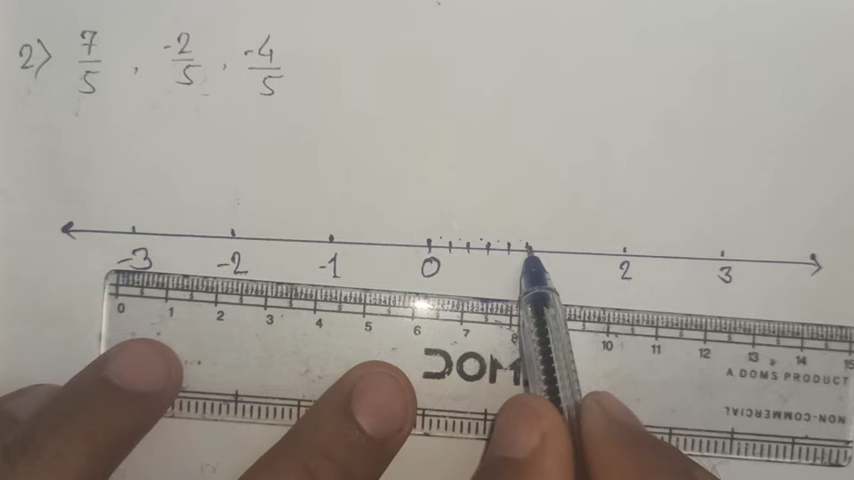 2) 7/5 , -2/5 , -4/5
-3 -2 -1 0 2 3
0 1 2 3 4 5 6 7 8 10 11 12 13 14 15
DOM
A DOMS PRODUCT
NON-COMMERCIAL